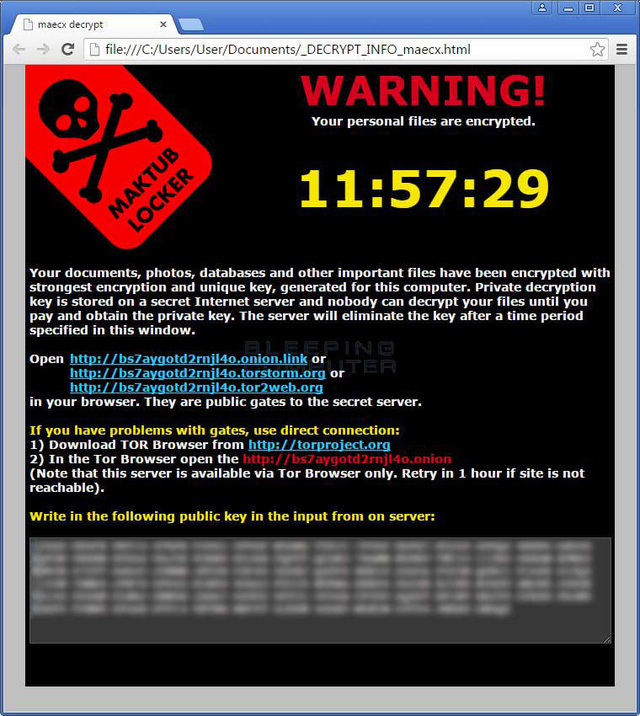 maecx decrypt
file:///C:/Users/User/Documents/_DECRYPT_INFO_maecx.html
MAKTUB
LOCKER
WARNING!
Your personal files are encrypted.
11:57:29
Your documents, photos, databases and other important files have been encrypted with
strongest encryption and unique key, generated for this computer. Private decryption
key is stored on a secret Internet server and nobody can decrypt your files until you
pay and obtain the private key. The server will eliminate the key after a time period
specified in this window.
BLEEPING
COMPUTER
Open http://bs7aygotd2rnjl4o.onion.link or
http://bs7aygotd2rnjl4o.torstorm.org or
http://bs7aygotd2rnjl4o.tor2web.org
in your browser. They are public gates to the secret server.
If you have problems with gates, use direct connection:
1) Download TOR Browser from http://torproject.org
2) In the Tor Browser open the http://bs7aygotd2rnjl4o.onion
(Note that this server is available via Tor Browser only. Retry in 1 hour if site is not
reachable).
Write in the following public key in the input from on server: